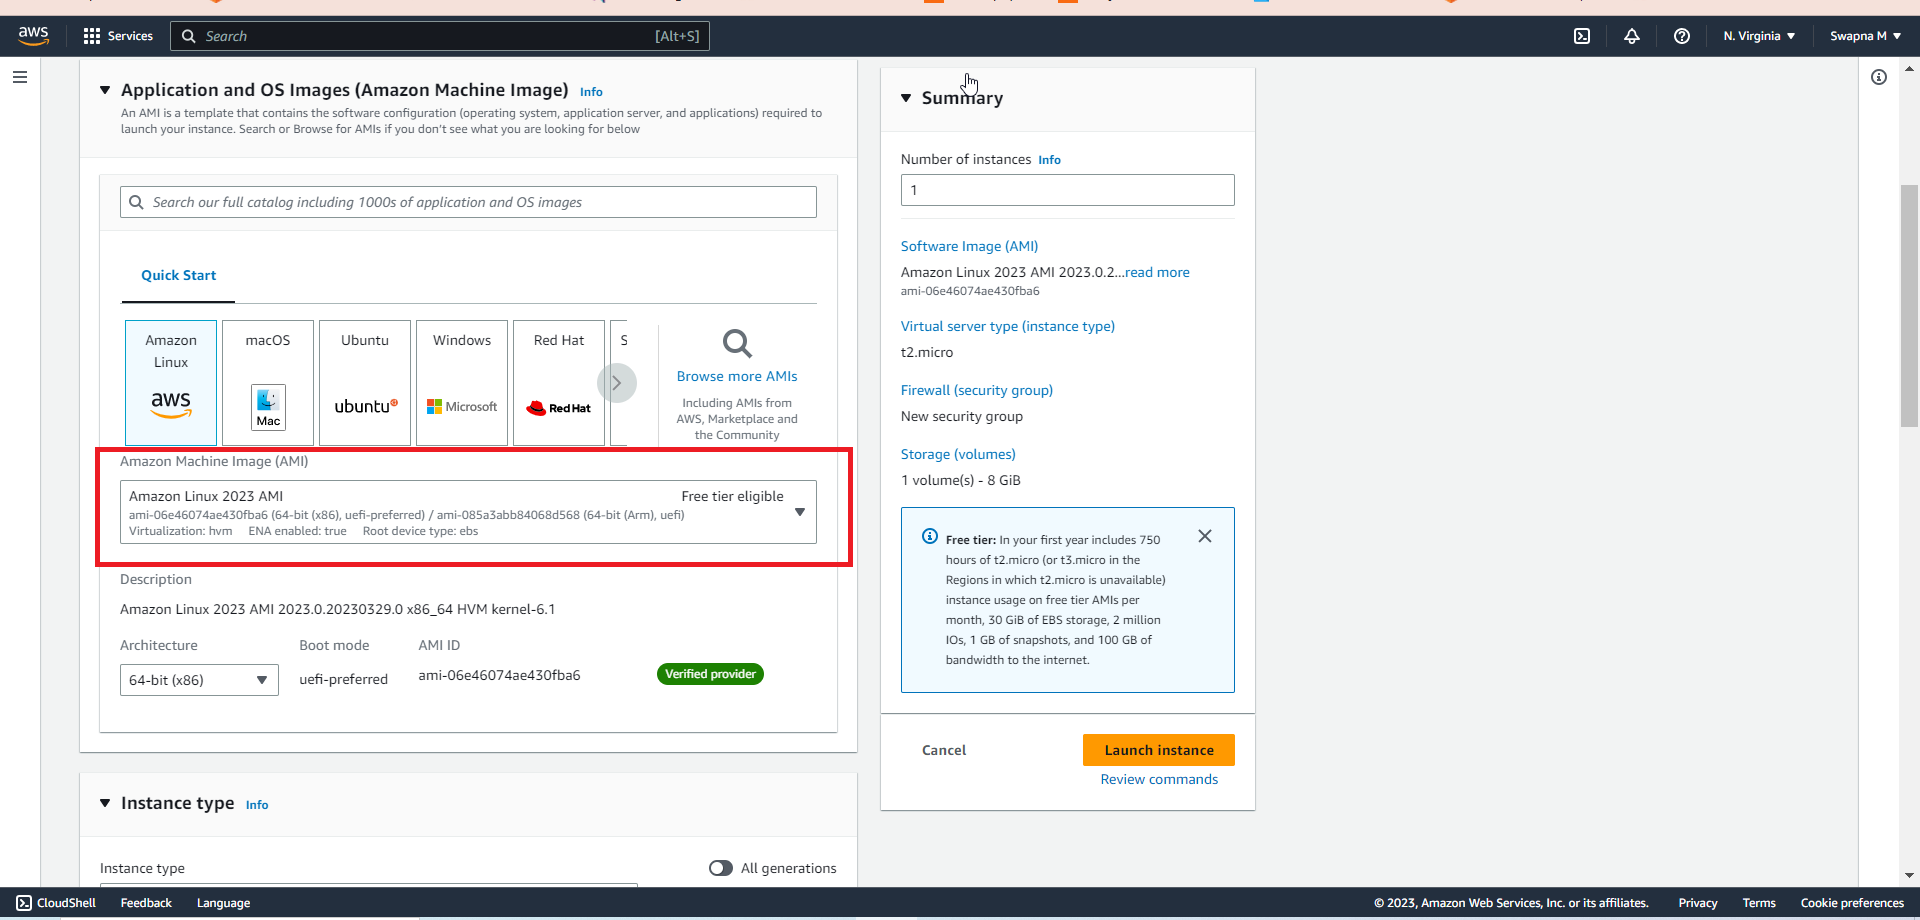 aws
Services
Search
[Alt+S]
N. Virginia
Swapna M
Application and OS Images (Amazon Machine Image) Info
An AMI is a template that contains the software configuration (operating system, application server, and applications) required to
launch your instance. Search or Browse for AMIs if you don't see what you are looking for below
Search our full catalog including 1000s of application and OS images
Quick Start
Amazon
Linux
aws
macOS
Mac
Ubuntu
ubuntu
Windows
Microsoft
Red Hat
Red Hat
S
Browse more AMIs
Including AMIs from
AWS, Marketplace and
the Community
Amazon Machine Image (AMI)
Amazon Linux 2023 AMI
Free tier eligible
ami-06e46074ae430fba6 (64-bit (x86), uefi-preferred) / ami-085a3abb84068d568 (64-bit (Arm), uefi)
Virtualization: hvm ENA enabled: true Root device type: ebs
Description
Amazon Linux 2023 AMI 2023.0.20230329.0 x86_64 HVM kernel-6.1
Architecture
Boot mode
AMI ID
64-bit (x86)
uefi-preferred
ami-06e46074ae430fba6
Verified provider
Instance type Info
Instance type
All generations
Summary
Number of instances Info
1
Software Image (AMI)
Amazon Linux 2023 AMI 2023.0.2...read more
ami-06e46074ae430fba6
Virtual server type (instance type)
t2.micro
Firewall (security group)
New security group
Storage (volumes)
1 volume(s) - 8 GiB
Free tier: In your first year includes 750
hours of t2.micro (or t3.micro in the
Regions in which t2.micro is unavailable)
instance usage on free tier AMIs per
month, 30 GiB of EBS storage, 2 million
IOs, 1 GB of snapshots, and 100 GB of
bandwidth to the internet.
Cancel
Launch instance
Review commands
CloudShell
Feedback
Language
© 2023, Amazon Web Services, Inc. or its affiliates.
Privacy
Terms
Cookie preferences